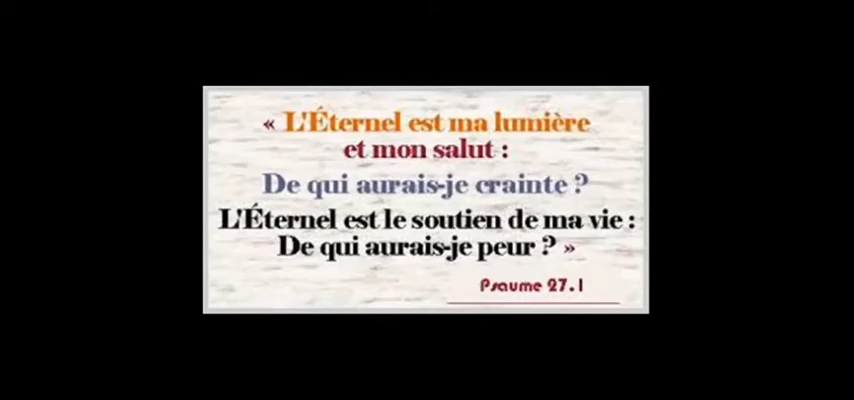 « L'Éternel est ma lumière
et mon salut :
De qui aurais-je crainte ?
L'Éternel est le soutien de ma vie :
De qui aurais-je peur ? »
Psaume 27.1